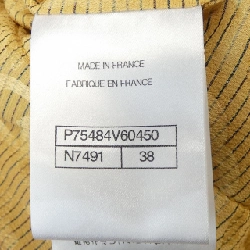 MADE IN FRANCE
FABRIQUE EN FRANCE
P75484V60450
N7491 38